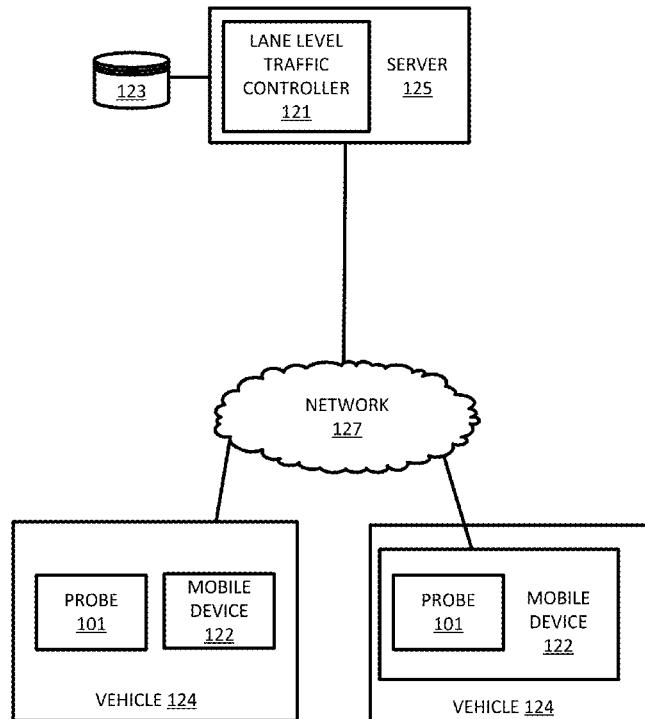 LANE LEVEL
TRAFFIC
CONTROLLER
121
SERVER
125
123
NETWORK
127
PROBE
101
MOBILE
DEVICE
122
VEHICLE 124
PROBE
101
MOBILE
DEVICE
122
VEHICLE 124